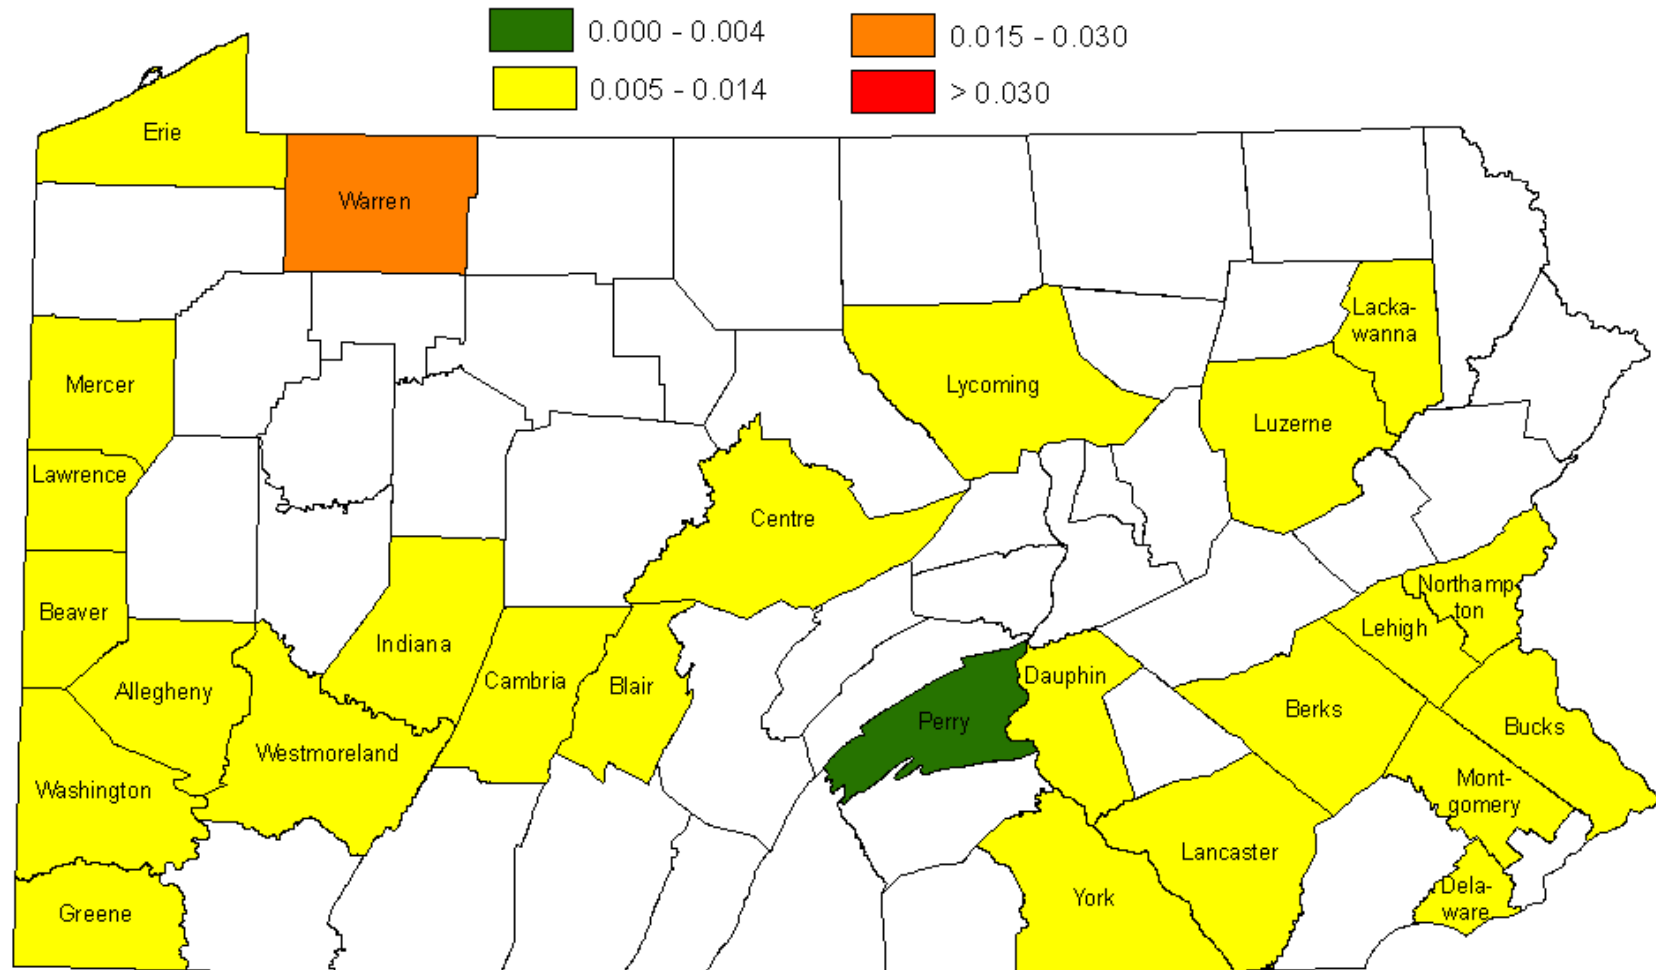 0.000 - 0.004
0.015 - 0.030
0.005 - 0.014
> 0.030
Erie
Warren
Lacka-
wanna
Mercer
Lycoming
Luzerne
Lawrence
Centre
Northamp-
ton
Beaver
Indiana
Lehigh
Allegheny
Cambria
Blair
Dauphin
Perry
Berks
Bucks
Westmoreland
Washington
Mont-
gomery
Lancaster
Greene
York
Dela-
ware